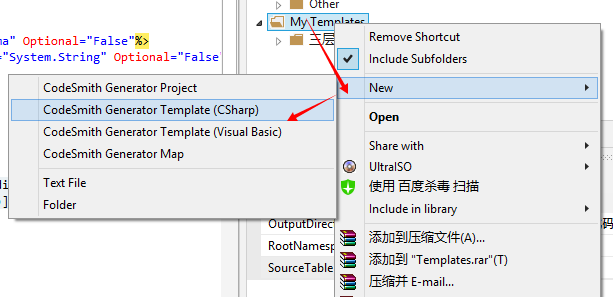 Other
My Templates
三层
na" Optional="False"%>
="System.String" Optional="False"
Remove Shortcut
Include Subfolders
New
Open
Share with
UltraISO
使用 百度杀毒 扫描
Include in library
添加到压缩文件(A)...
添加到 "Templates.rar"(T)
压缩并 E-mail...
CodeSmith Generator Project
CodeSmith Generator Template (CSharp)
CodeSmith Generator Template (Visual Basic)
CodeSmith Generator Map
Text File
Folder
OutputDirect
RootNamesp
SourceTable
码